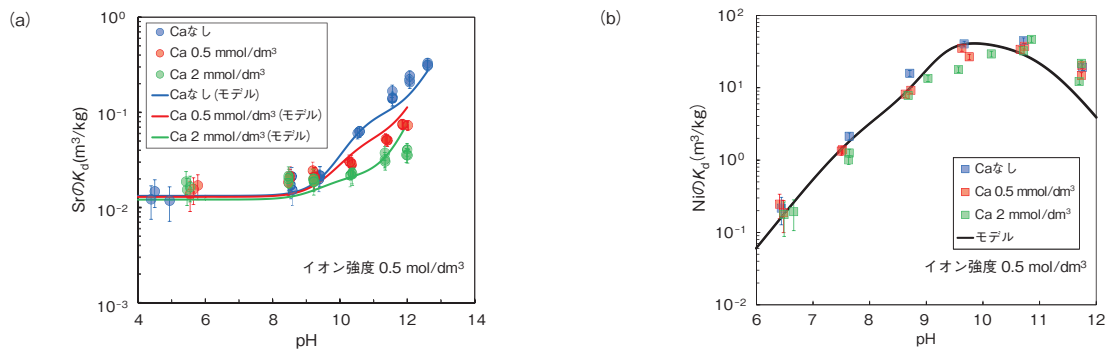 (a)
SrのKd(m³/kg)
10⁰
10⁻¹
10⁻²
10⁻³
Caなし
Ca 0.5 mmol/dm³
Ca 2 mmol/dm³
Caなし(モデル)
Ca 0.5 mmol/dm³(モデル)
Ca 2 mmol/dm³(モデル)
イオン強度 0.5 mol/dm³
4 6 8 10 12 14
pH
(b)
NiのKd(m³/kg)
10²
10¹
10⁰
10⁻¹
10⁻²
Caなし
Ca 0.5 mmol/dm³
Ca 2 mmol/dm³
モデル
イオン強度 0.5 mol/dm³
6 7 8 9 10 11 12
pH